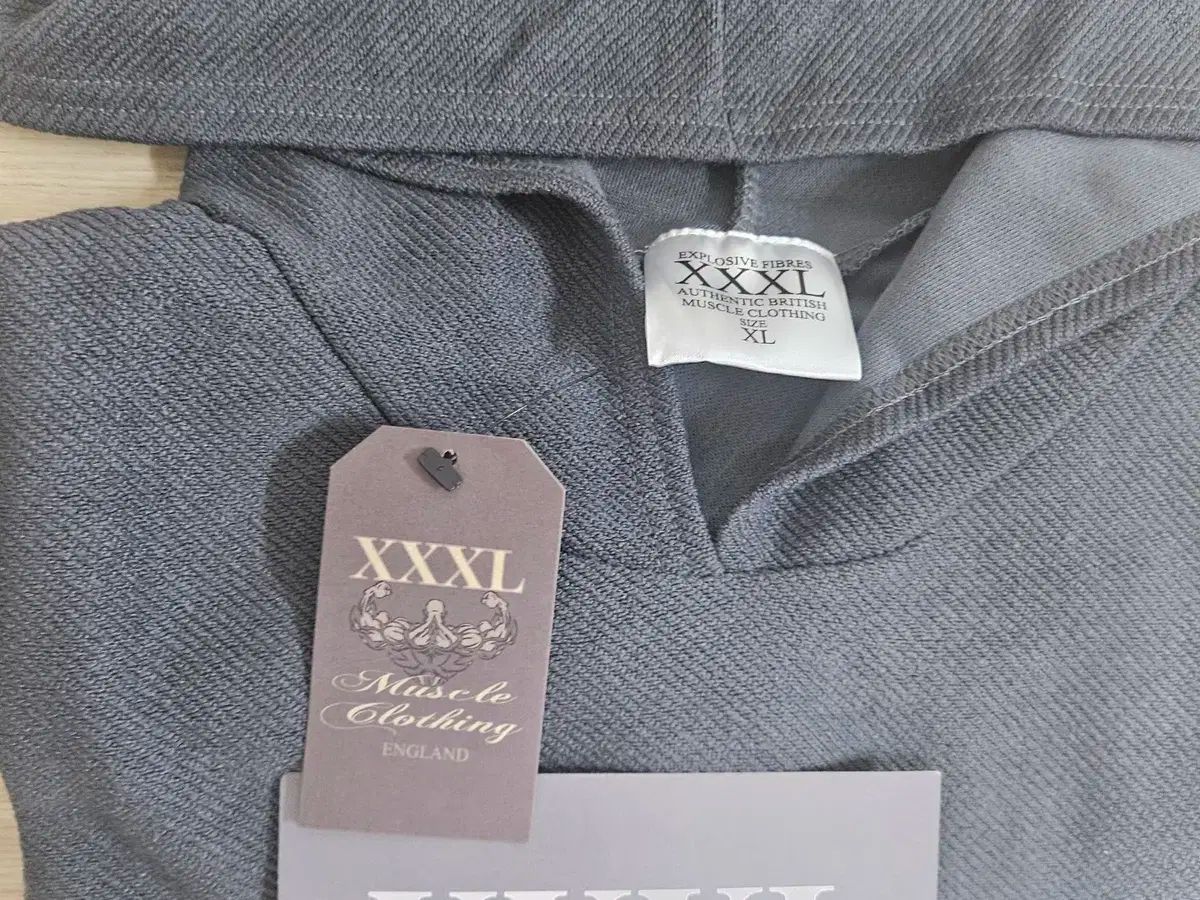 EXPLOSIVE FIBRES
XXXL
AUTHENTIC BRITISH
MUSCLE CLOTHING
SIZE
XL
XXXL
Muscle
Clothing
ENGLAND